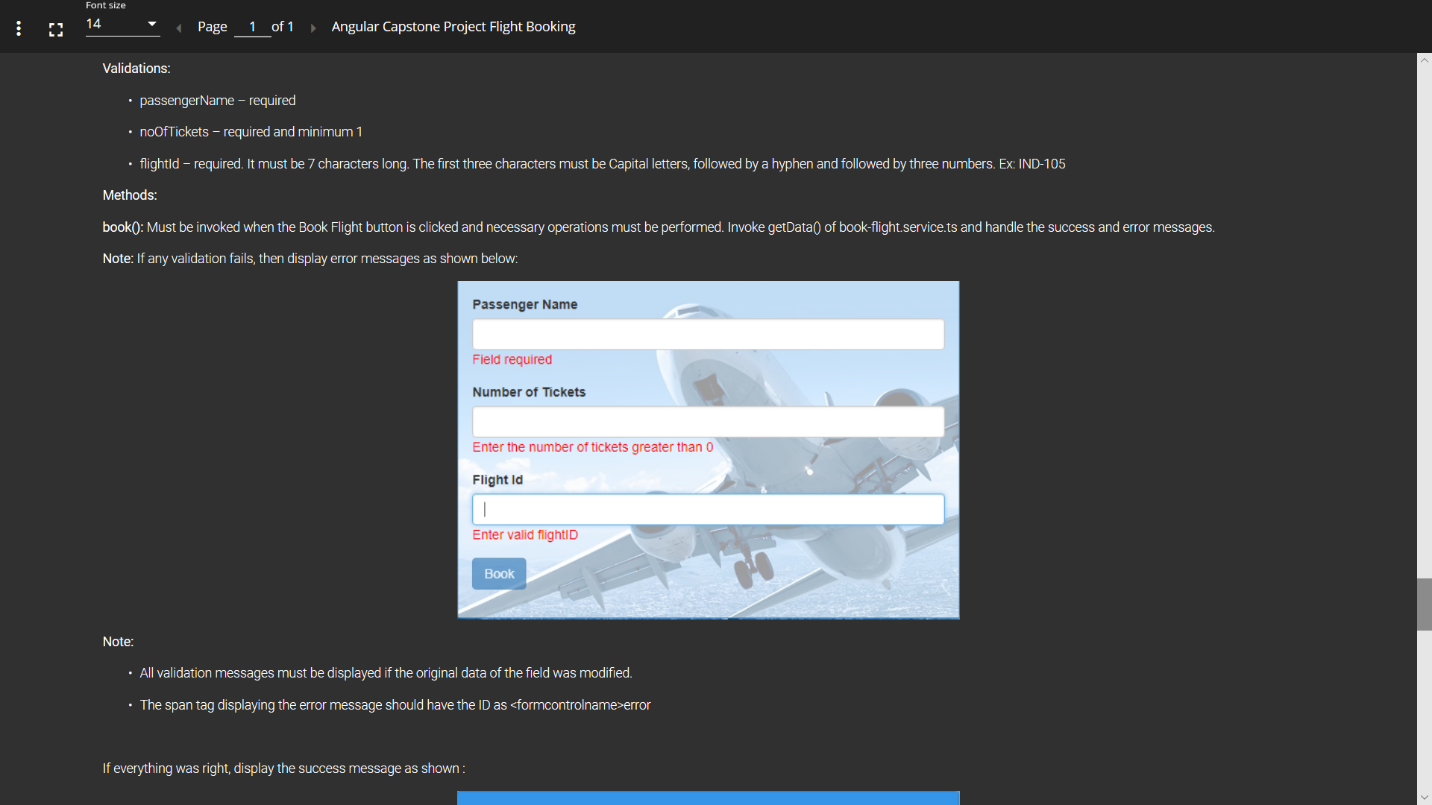 Font size
14
Page 1 of 1
Angular Capstone Project Flight Booking
Validations:
• passengerName – required
• noOfTickets – required and minimum 1
• flightId – required. It must be 7 characters long. The first three characters must be Capital letters, followed by a hyphen and followed by three numbers. Ex: IND-105
Methods:
book(): Must be invoked when the Book Flight button is clicked and necessary operations must be performed. Invoke getData() of book-flight.service.ts and handle the success and error messages.
Note: If any validation fails, then display error messages as shown below:
Passenger Name
Field required
Number of Tickets
Enter the number of tickets greater than 0
Flight Id
Enter valid flightID
Book
Note:
• All validation messages must be displayed if the original data of the field was modified.
• The span tag displaying the error message should have the ID as <formcontrolname>error
If everything was right, display the success message as shown :